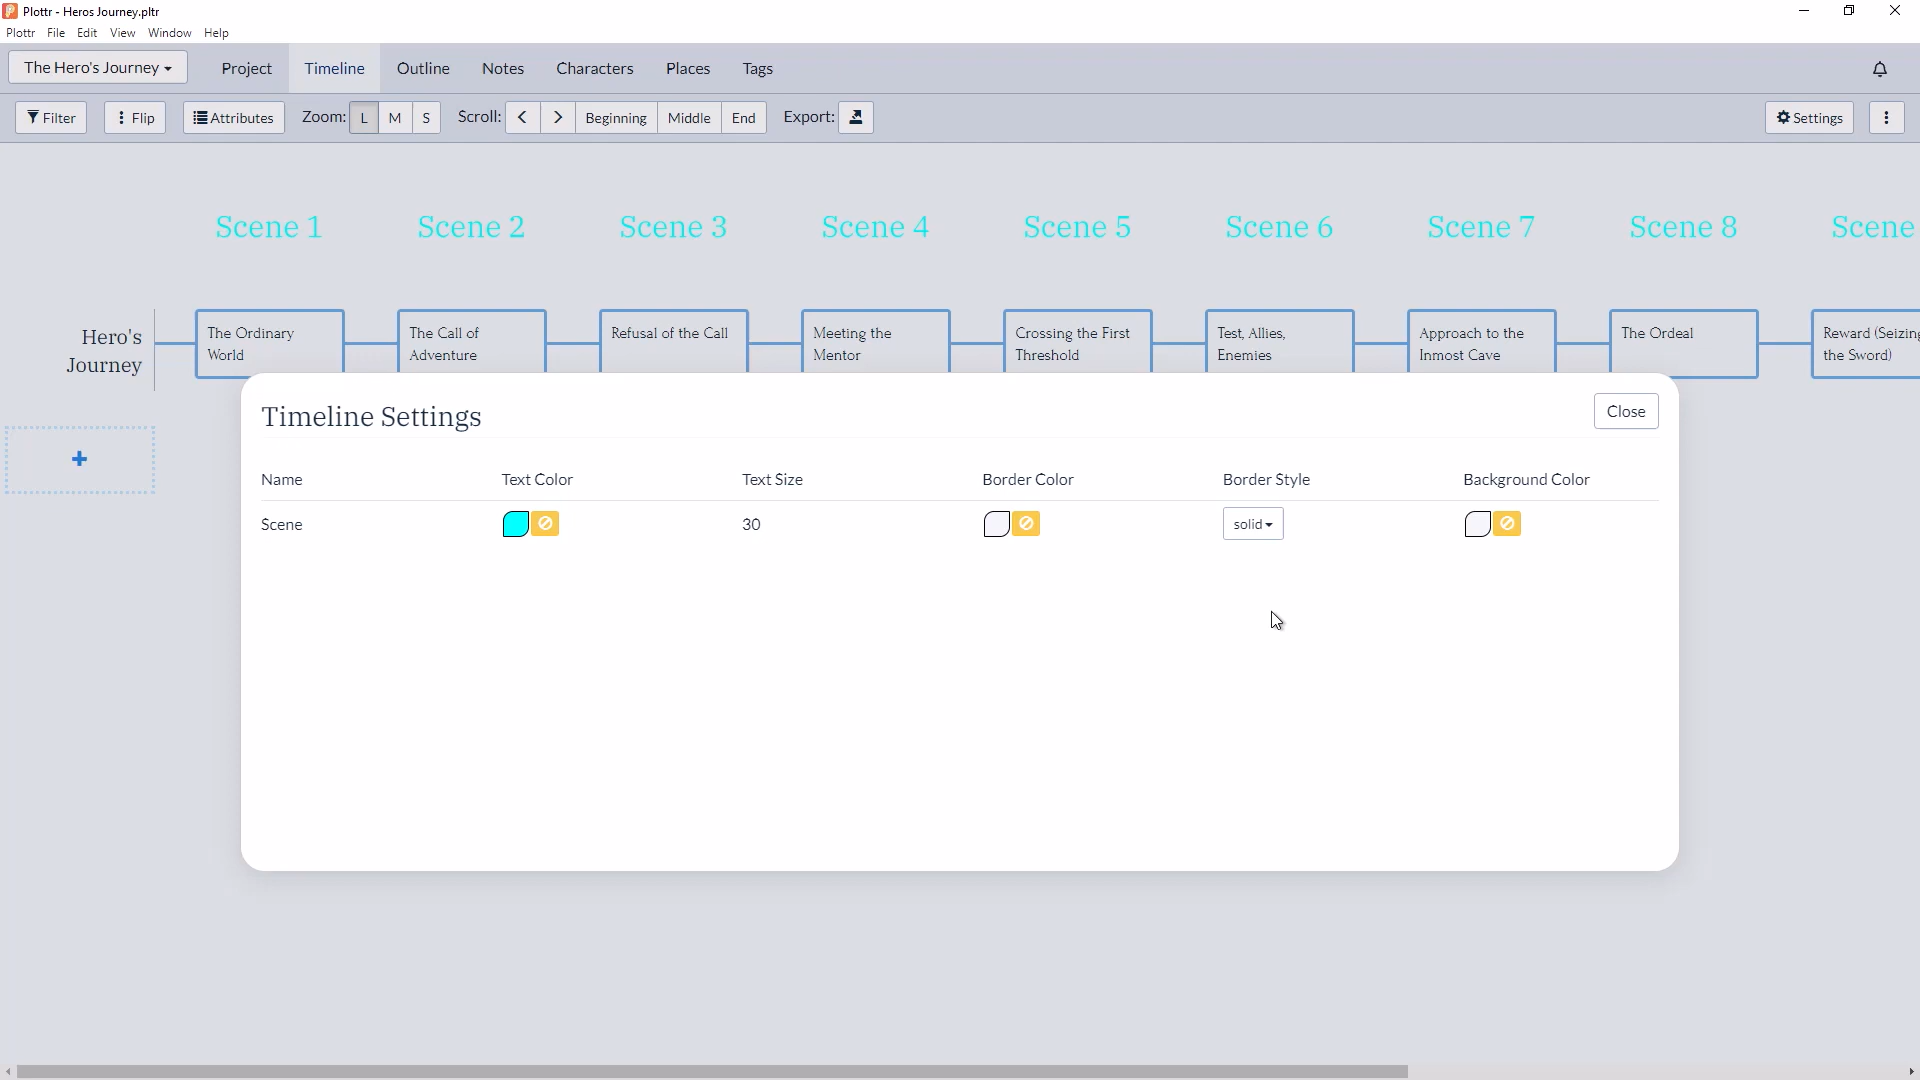 Plottr - Heros Journey.pltr
Plottr File Edit View Window Help
The Hero's Journey Project Timeline Outline Notes Characters Places Tags
Filter Flip Attributes Zoom: L M S Scroll: Beginning Middle End Export: Settings
Scene 1 Scene 2 Scene 3 Scene 4 Scene 5 Scene 6 Scene 7 Scene 8 Scene
Hero's
Journey
The Ordinary
World
The Call of
Adventure
Refusal of the Call
Meeting the
Mentor
Crossing the First
Threshold
Test, Allies,
Enemies
Approach to the
Inmost Cave
The Ordeal
Reward (Seizing
the Sword)
Timeline Settings
Close
Name Text Color Text Size Border Color Border Style Background Color
Scene 30 solid